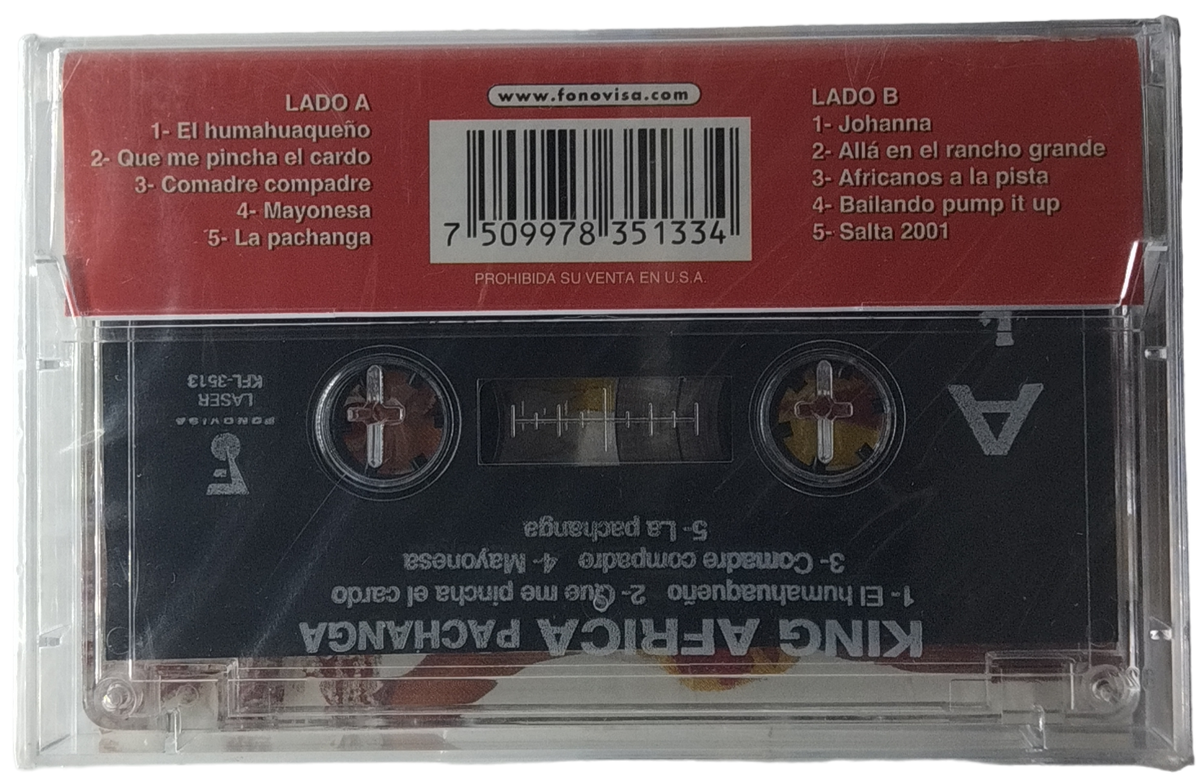 LADO A
1- El humahuaqueño
2- Que me pincha el cardo
3- Comadre compadre
4- Mayonesa
5- La pachanga
www.fonovisa.com
7 509978 351334
PROHIBIDA SU VENTA EN U.S.A.
LADO B
1- Johanna
2- Allá en el rancho grande
3- Africanos a la pista
4- Bailando pump it up
5- Salta 2001
KING AFRICA PACHANGA
1- El humahuaqueño 2- Que me pincha el cardo
3- Comadre compadre 4- Mayonesa
5- La pachanga
A
FONOVISA
LASER
KFL-3513